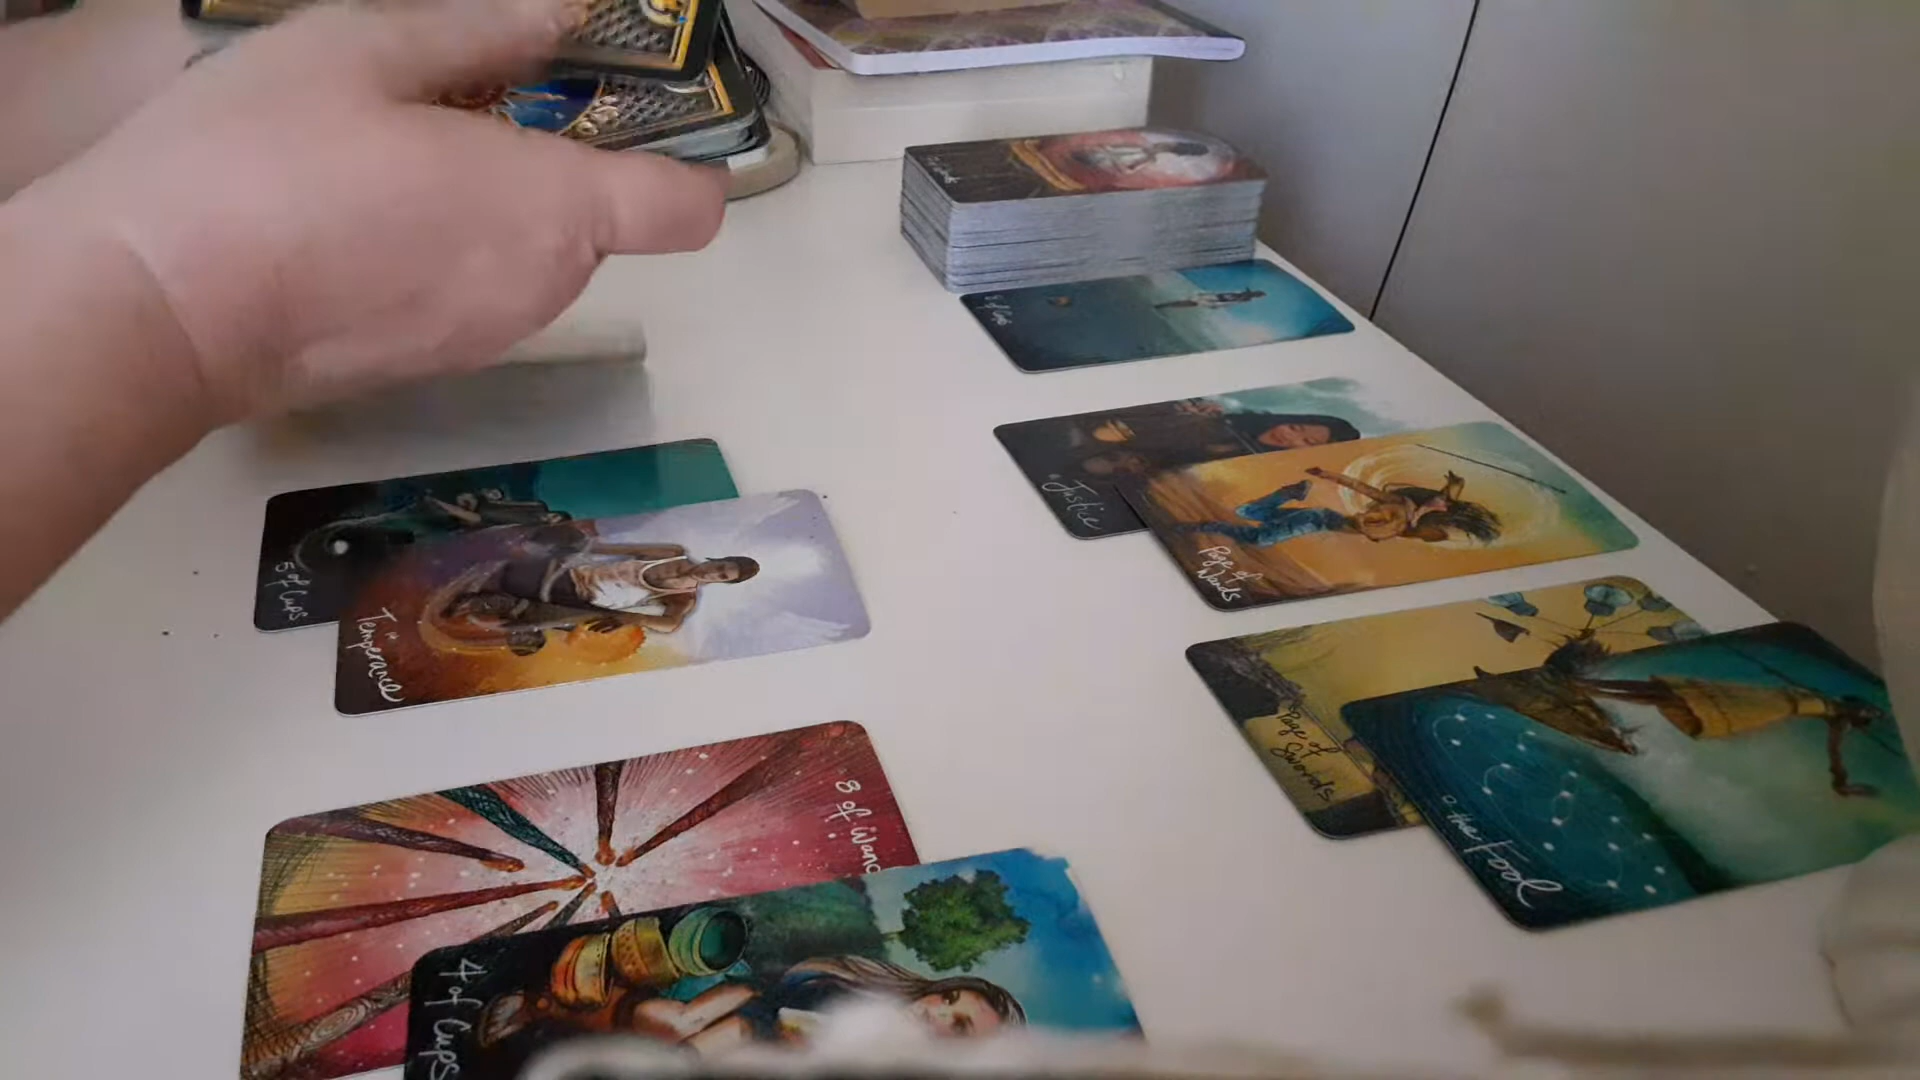 Justice
Page of
Wands
5 of Cups
Temperance
Page of
Swords
0 the Fool
8 of Wand
4 of Cups